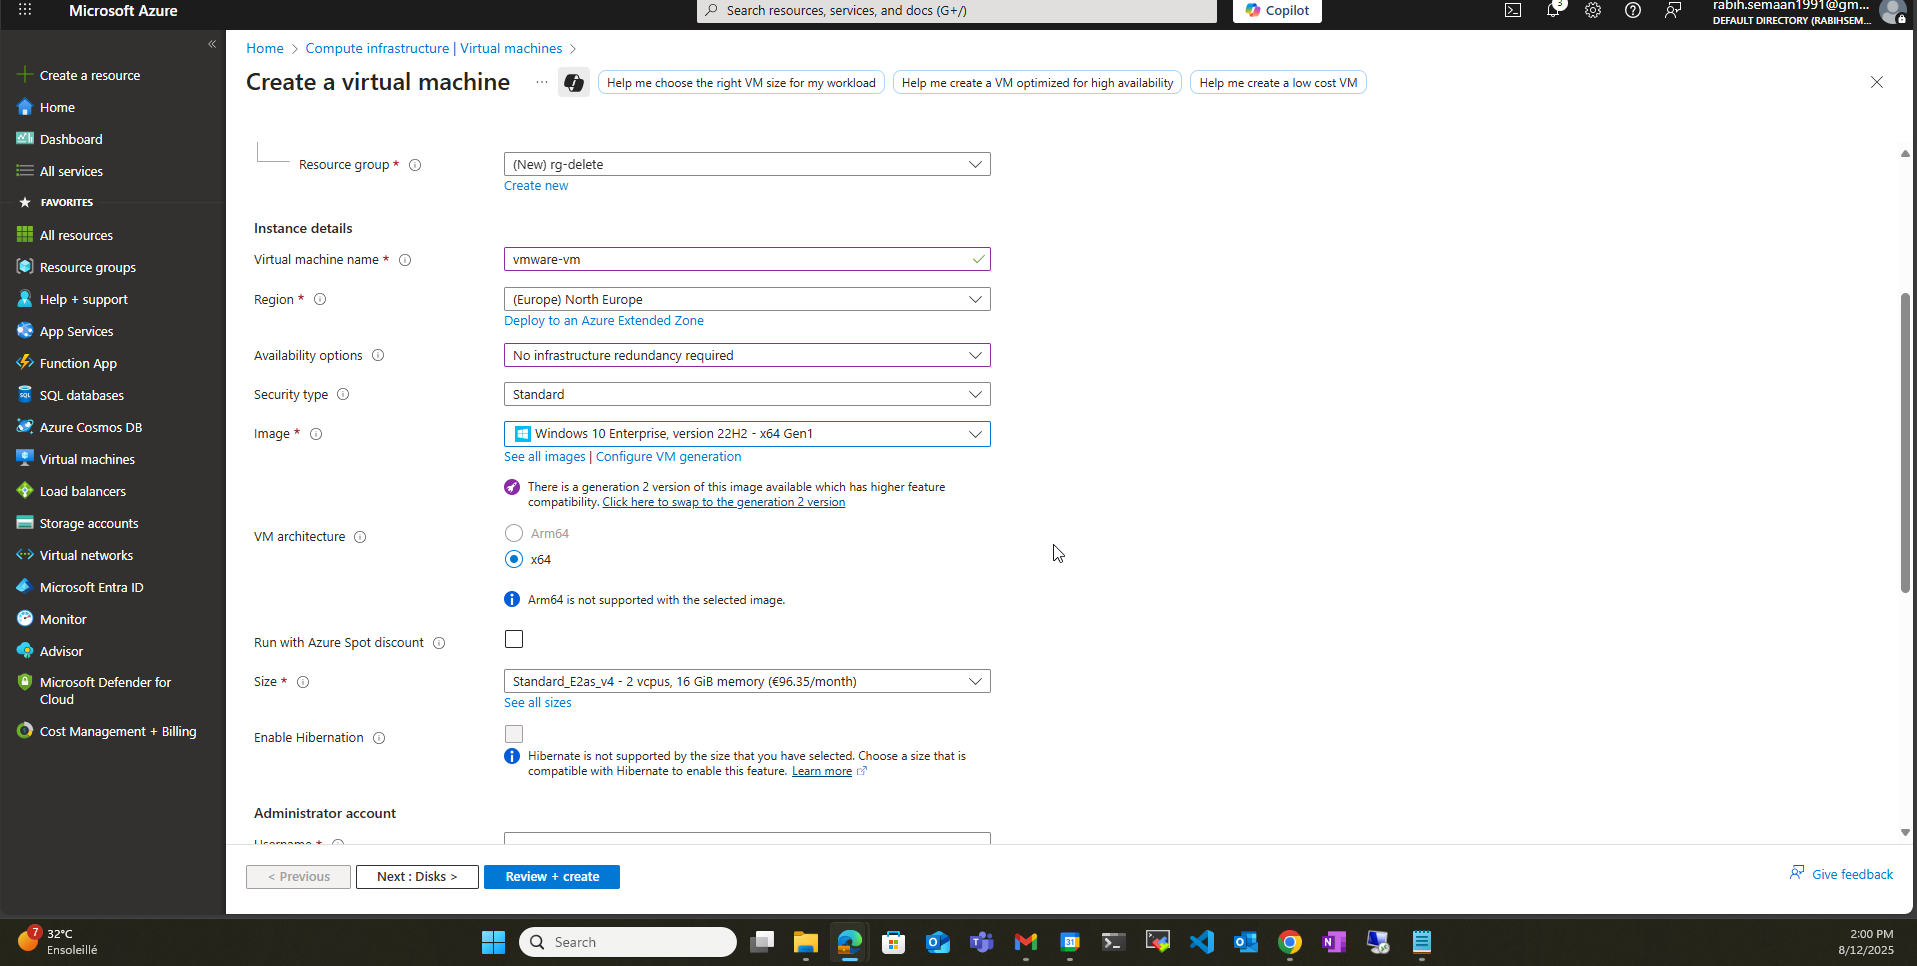 Microsoft Azure
Search resources, services, and docs (G+/)
Copilot
3
rabih.semaan1991@gm...
DEFAULT DIRECTORY (RABIHSEM...
Create a resource
Home
Dashboard
All services
FAVORITES
All resources
Resource groups
Help + support
App Services
Function App
SQL databases
Azure Cosmos DB
Virtual machines
Load balancers
Storage accounts
Virtual networks
Microsoft Entra ID
Monitor
Advisor
Microsoft Defender for
Cloud
Cost Management + Billing
Home > Compute infrastructure | Virtual machines >
Create a virtual machine ...
Help me choose the right VM size for my workload
Help me create a VM optimized for high availability
Help me create a low cost VM
Resource group *
(New) rg-delete
Create new
Instance details
Virtual machine name *
vmware-vm
Region *
(Europe) North Europe
Deploy to an Azure Extended Zone
Availability options
No infrastructure redundancy required
Security type
Standard
Image *
Windows 10 Enterprise, version 22H2 - x64 Gen1
See all images | Configure VM generation
There is a generation 2 version of this image available which has higher feature
compatibility. Click here to swap to the generation 2 version
VM architecture
Arm64
x64
Arm64 is not supported with the selected image.
Run with Azure Spot discount
Size *
Standard_E2as_v4 - 2 vcpus, 16 GiB memory (€96.35/month)
See all sizes
Enable Hibernation
Hibernate is not supported by the size that you have selected. Choose a size that is
compatible with Hibernate to enable this feature. Learn more
Administrator account
Username *
< Previous
Next : Disks >
Review + create
Give feedback
7
32°C
Ensoleillé
Search
2:00 PM
8/12/2025